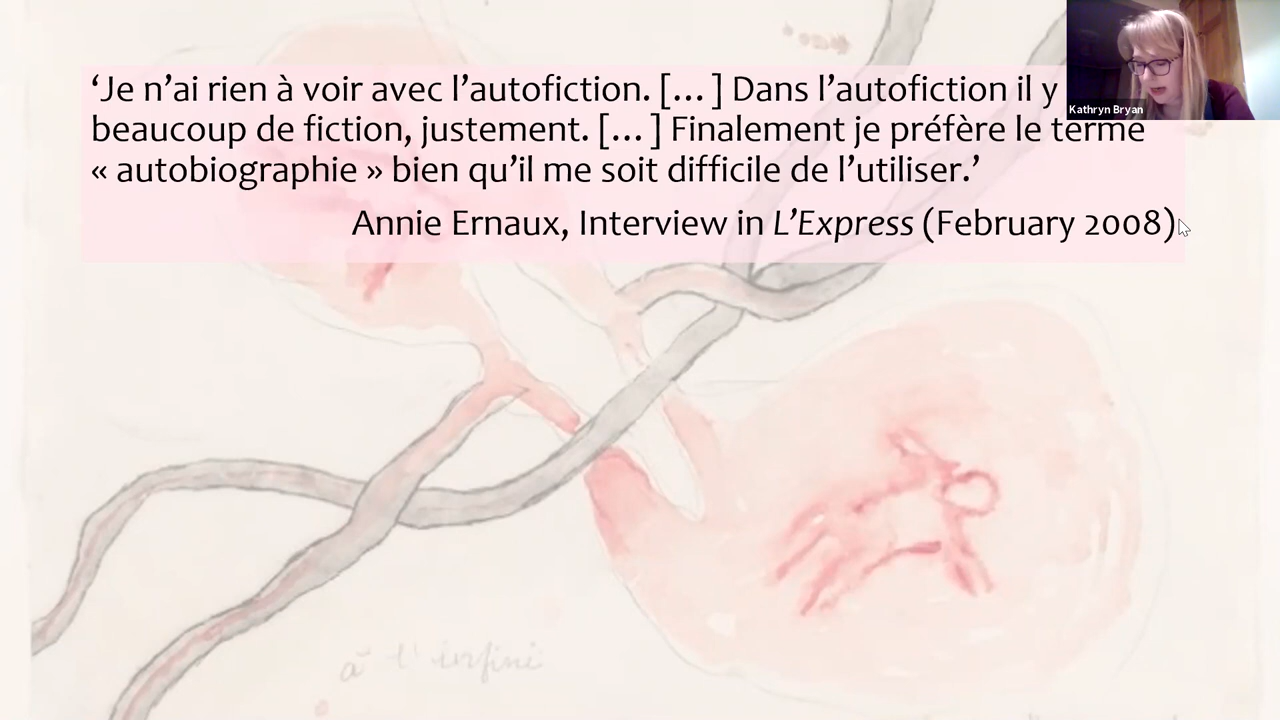 ‘Je n’ai rien à voir avec l’autofiction. […] Dans l’autofiction il y
beaucoup de fiction, justement. […] Finalement je préfère le terme
« autobiographie » bien qu’il me soit difficile de l’utiliser.’
Annie Ernaux, Interview in L’Express (February 2008)
Kathryn Bryan
à l'infini